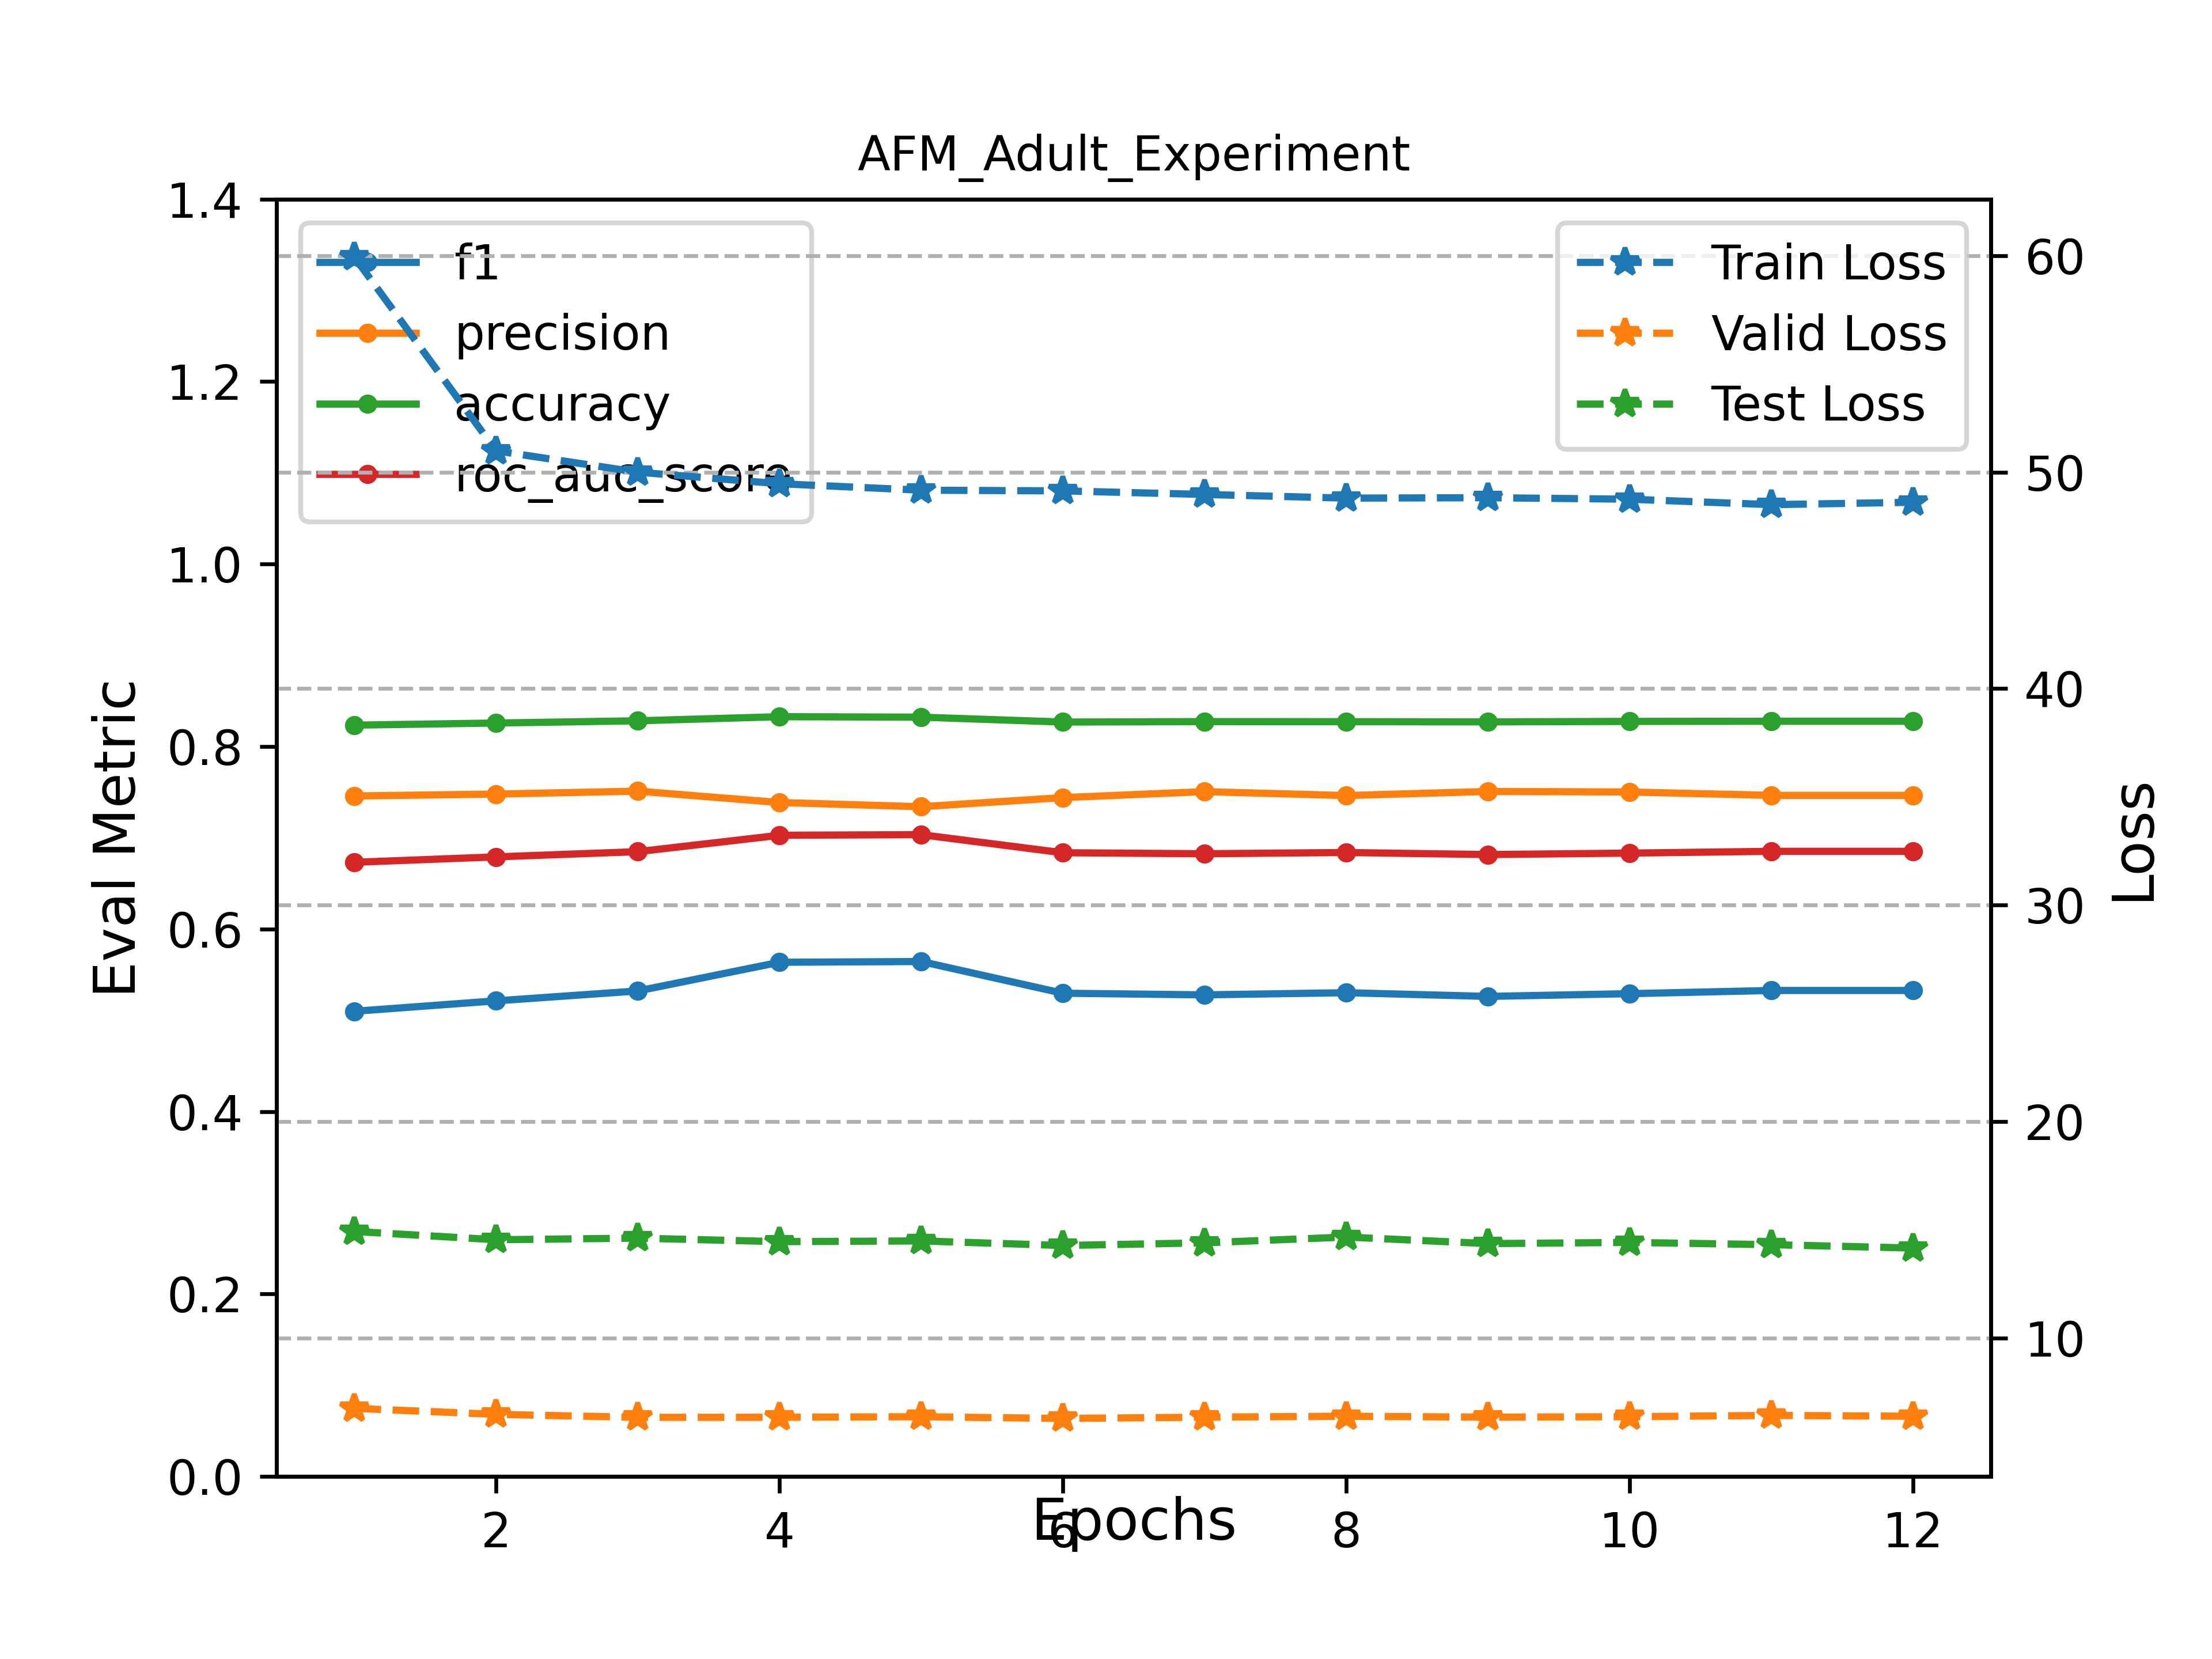 AFM_Adult_Experiment
1.4
1.2
1.0
0.8
0.6
0.4
0.2
0.0
Eval Metric
f1
precision
accuracy
roc_auc_score
Train Loss
Valid Loss
Test Loss
60
50
40
30
20
10
Loss
2 4 6 8 10 12
Epochs